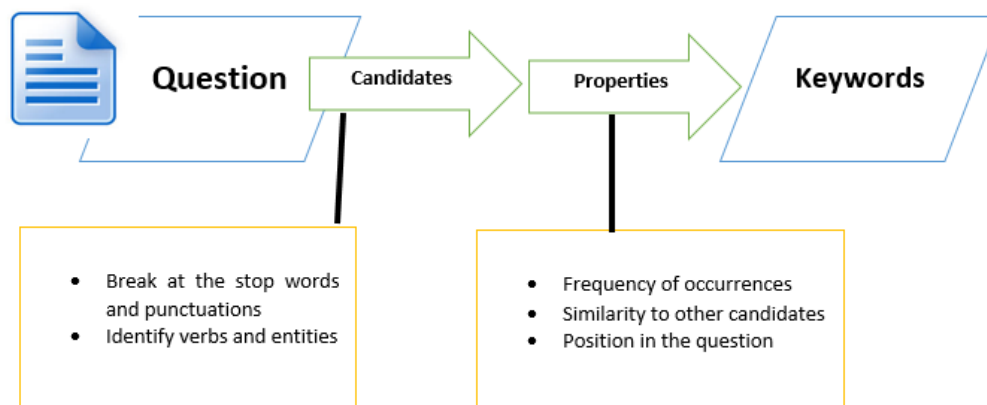 Question
Candidates
Properties
Keywords
• Break at the stop words
and punctuations
• Identify verbs and entities
• Frequency of occurrences
• Similarity to other candidates
• Position in the question